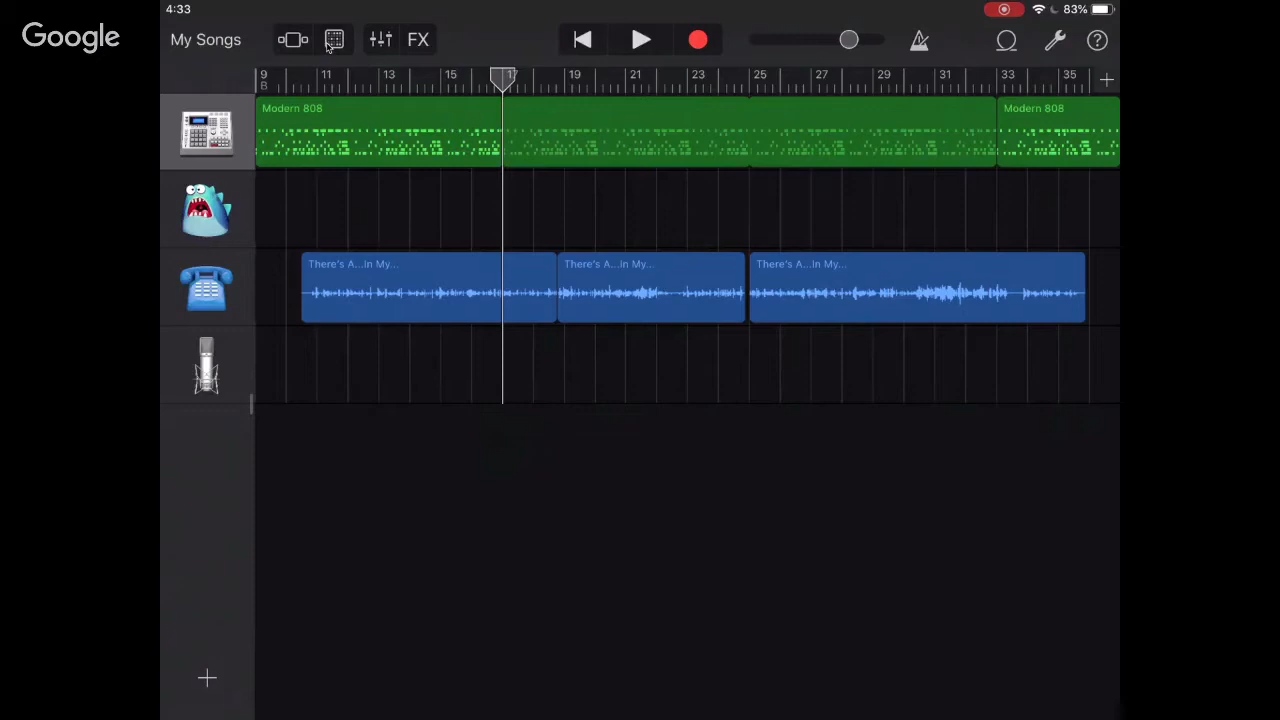 4:33
83%
Google
My Songs
FX
9 11 13 15 17 19 21 23 25 27 29 31 33 35
B
Modern 808
Modern 808
There's A...In My...
There's A...In My...
There's A...In My...